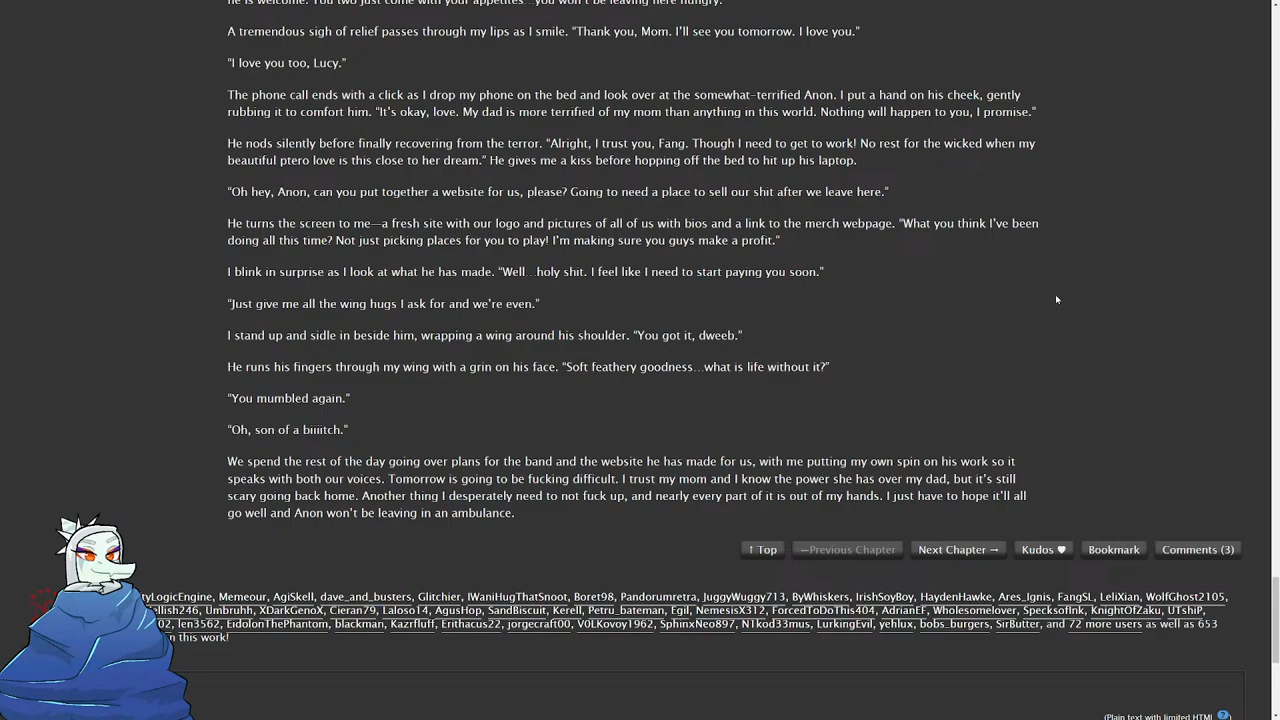 he is welcome. You two just come with your appetites…you won't be leaving here hungry."
A tremendous sigh of relief passes through my lips as I smile. “Thank you, Mom. I’ll see you tomorrow. I love you.”
“I love you too, Lucy.”
The phone call ends with a click as I drop my phone on the bed and look over at the somewhat-terrified Anon. I put a hand on his cheek, gently
rubbing it to comfort him. “It’s okay, love. My dad is more terrified of my mom than anything in this world. Nothing will happen to you, I promise.”
He nods silently before finally recovering from the terror. “Alright, I trust you, Fang. Though I need to get to work! No rest for the wicked when my
beautiful ptero love is this close to her dream.” He gives me a kiss before hopping off the bed to hit up his laptop.
“Oh hey, Anon, can you put together a website for us, please? Going to need a place to sell our shit after we leave here.”
He turns the screen to me—a fresh site with our logo and pictures of all of us with bios and a link to the merch webpage. “What you think I’ve been
doing all this time? Not just picking places for you to play! I’m making sure you guys make a profit.”
I blink in surprise as I look at what he has made. “Well…holy shit. I feel like I need to start paying you soon.”
“Just give me all the wing hugs I ask for and we’re even.”
I stand up and sidle in beside him, wrapping a wing around his shoulder. “You got it, dweeb.”
He runs his fingers through my wing with a grin on his face. “Soft feathery goodness…what is life without it?”
“You mumbled again.”
“Oh, son of a biiiitch.”
We spend the rest of the day going over plans for the band and the website he has made for us, with me putting my own spin on his work so it
speaks with both our voices. Tomorrow is going to be fucking difficult. I trust my mom and I know the power she has over my dad, but it’s still
scary going back home. Another thing I desperately need to not fuck up, and nearly every part of it is out of my hands. I just have to hope it’ll all
go well and Anon won’t be leaving in an ambulance.
↑ Top ←Previous Chapter Next Chapter → Kudos ♥ Bookmark Comments (3)
tyLogicEngine, Memeour, AgiSkell, dave_and_busters, Glitchier, IWaniHugThatSnoot, Boret98, Pandorumretra, JuggyWuggy713, ByWhiskers, IrishSoyBoy, HaydenHawke, Ares_Ignis, FangSL, LeliXian, WolfGhost2105,
ellish246, Umbruhh, XDarkGenoX, Cieran79, Laloso14, AgusHop, SandBiscuit, Kerell, Petru_bateman, Egil, NemesisX312, ForcedToDoThis404, AdrianEF, Wholesomelover, SpecksofInk, KnightOfZaku, UTshiP,
02, len3562, EidolonThePhantom, blackman, Kazrfluff, Erithacus22, jorgecraft00, V0LKovoy1962, SphinxNeo897, N1kod33mus, LurkingEvil, yehlux, bobs_burgers, SirButter, and 72 more users as well as 653
n this work!
(Plain text with limited HTML ?